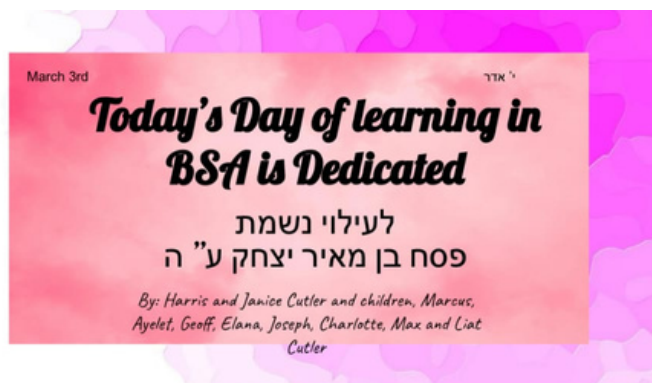 March 3rd
י' אדר
Today's Day of learning in
BSA is Dedicated
לעילוי נשמת
פסח בן מאיר יצחק ע” ה
By: Harris and Janice Cutler and children, Marcus,
Ayelet, Geoff, Elana, Joseph, Charlotte, Max and Liat
Cutler